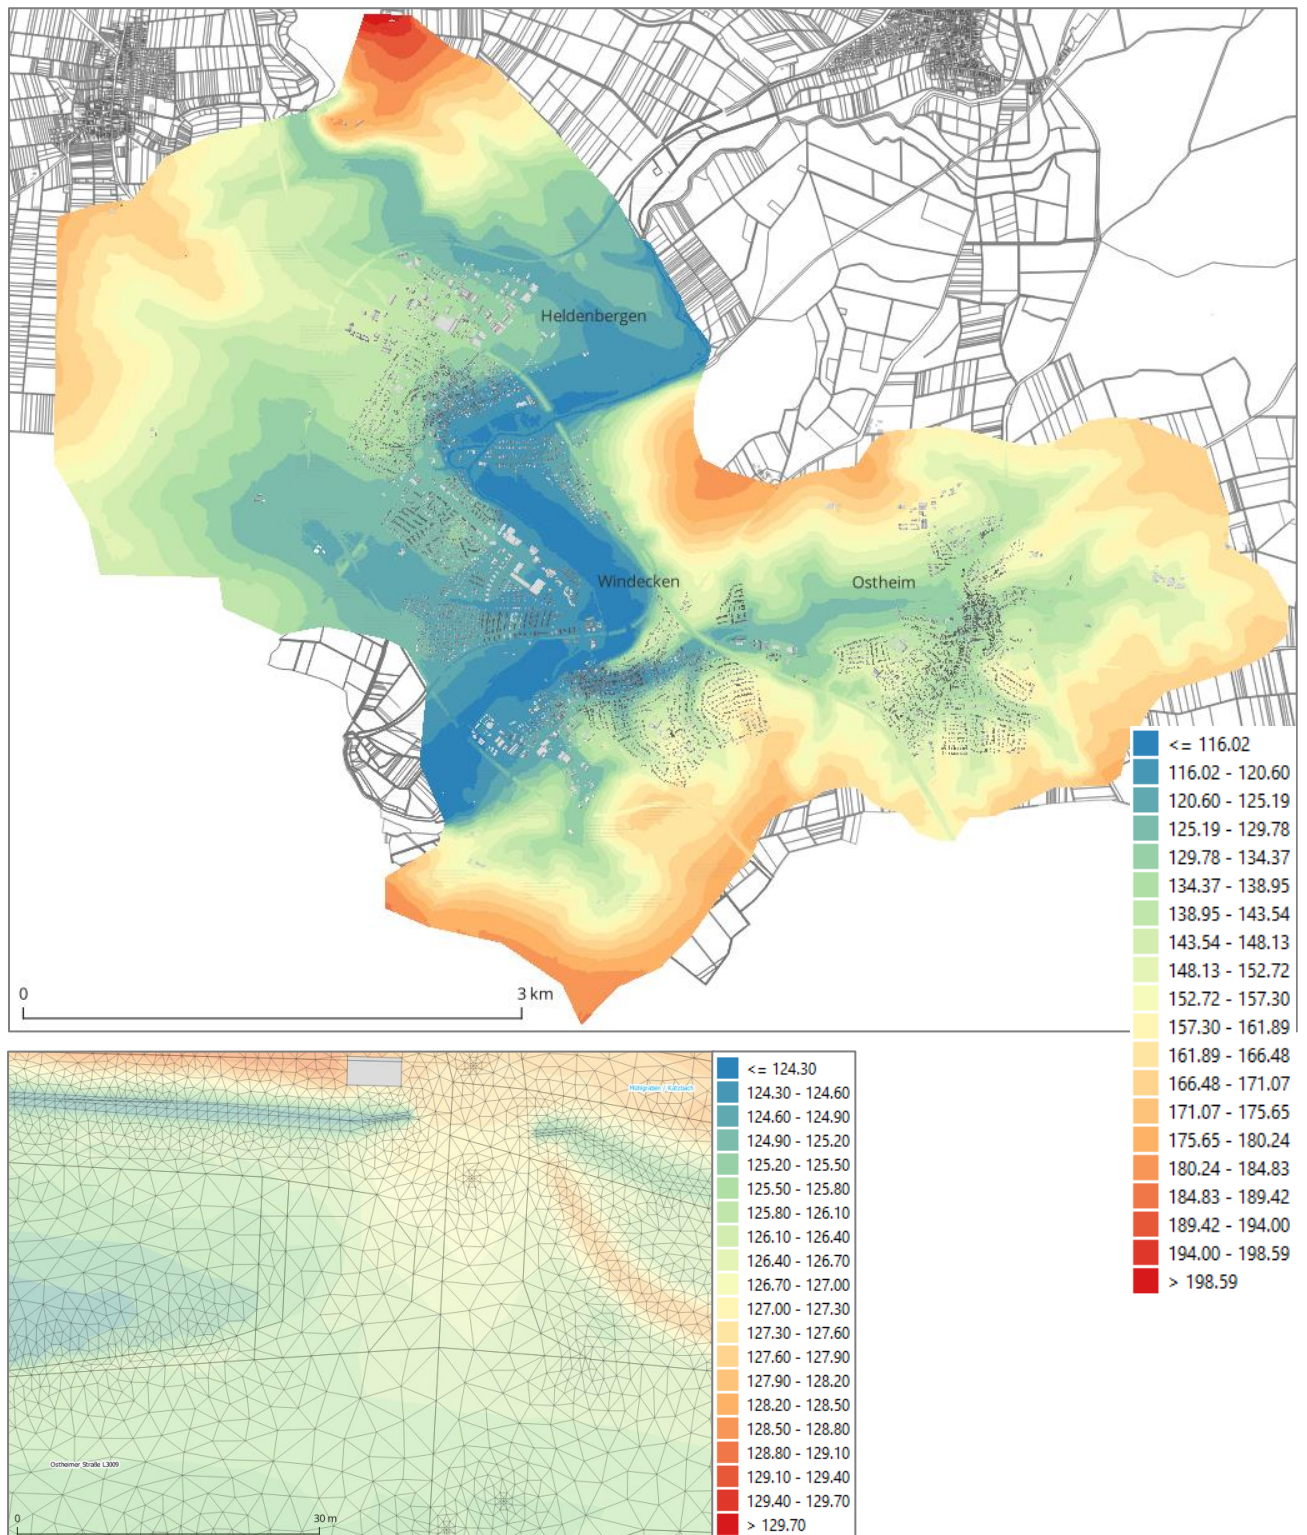 Heldenbergen
Windecken
Ostheim
0
3 km
<= 116.02
116.02 - 120.60
120.60 - 125.19
125.19 - 129.78
129.78 - 134.37
134.37 - 138.95
138.95 - 143.54
143.54 - 148.13
148.13 - 152.72
152.72 - 157.30
157.30 - 161.89
161.89 - 166.48
166.48 - 171.07
171.07 - 175.65
175.65 - 180.24
180.24 - 184.83
184.83 - 189.42
189.42 - 194.00
194.00 - 198.59
> 198.59
Mühlgraben / Katzbach
Ostheimer Straße L3009
0
30 m
<= 124.30
124.30 - 124.60
124.60 - 124.90
124.90 - 125.20
125.20 - 125.50
125.50 - 125.80
125.80 - 126.10
126.10 - 126.40
126.40 - 126.70
126.70 - 127.00
127.00 - 127.30
127.30 - 127.60
127.60 - 127.90
127.90 - 128.20
128.20 - 128.50
128.50 - 128.80
128.80 - 129.10
129.10 - 129.40
129.40 - 129.70
> 129.70